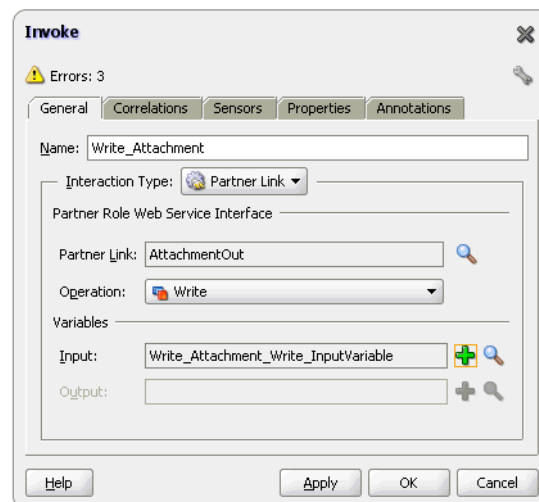 Invoke
Errors: 3
General Correlations Sensors Properties Annotations
Name: Write_Attachment
Interaction Type: Partner Link
Partner Role Web Service Interface
Partner Link: AttachmentOut
Operation: Write
Variables
Input: Write_Attachment_Write_InputVariable
Output:
Help Apply OK Cancel